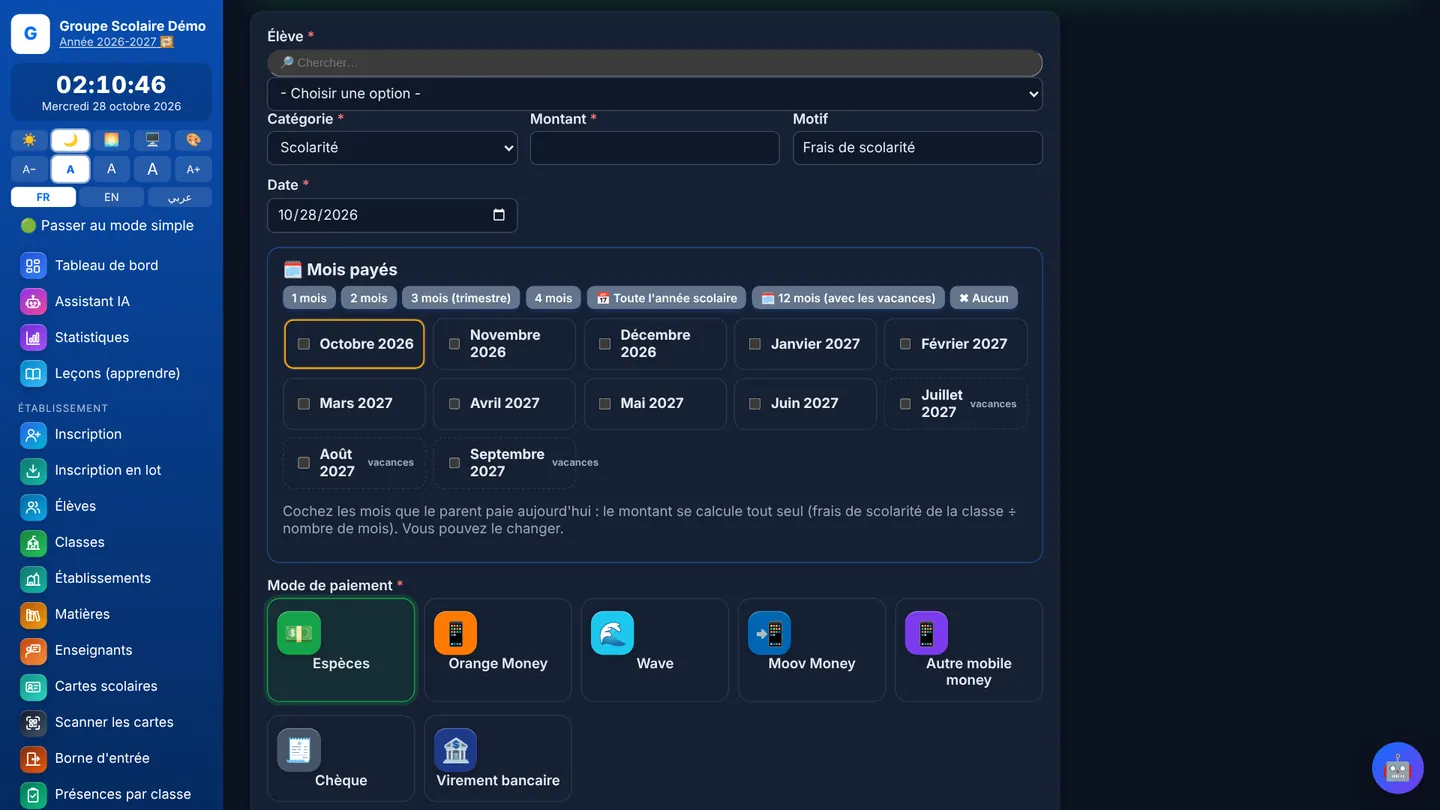 G
Groupe Scolaire Démo
Année 2026-2027
02:10:46
Mercredi 28 octobre 2026
A− A A A A+
FR EN عربي
Passer au mode simple
Tableau de bord
Assistant IA
Statistiques
Leçons (apprendre)
ÉTABLISSEMENT
Inscription
Inscription en lot
Élèves
Classes
Établissements
Matières
Enseignants
Cartes scolaires
Scanner les cartes
Borne d'entrée
Présences par classe
Élève *
Chercher...
- Choisir une option -
Catégorie * Montant * Motif
Scolarité Frais de scolarité
Date *
10/28/2026
Mois payés
1 mois 2 mois 3 mois (trimestre) 4 mois Toute l'année scolaire 12 mois (avec les vacances) ✖ Aucun
Octobre 2026
Novembre
2026
Décembre
2026
Janvier 2027
Février 2027
Mars 2027
Avril 2027
Mai 2027
Juin 2027
Juillet
2027
vacances
Août
2027
vacances
Septembre
2027
vacances
Cochez les mois que le parent paie aujourd'hui : le montant se calcule tout seul (frais de scolarité de la classe ÷
nombre de mois). Vous pouvez le changer.
Mode de paiement *
Espèces
Orange Money
Wave
Moov Money
Autre mobile
money
Chèque
Virement bancaire